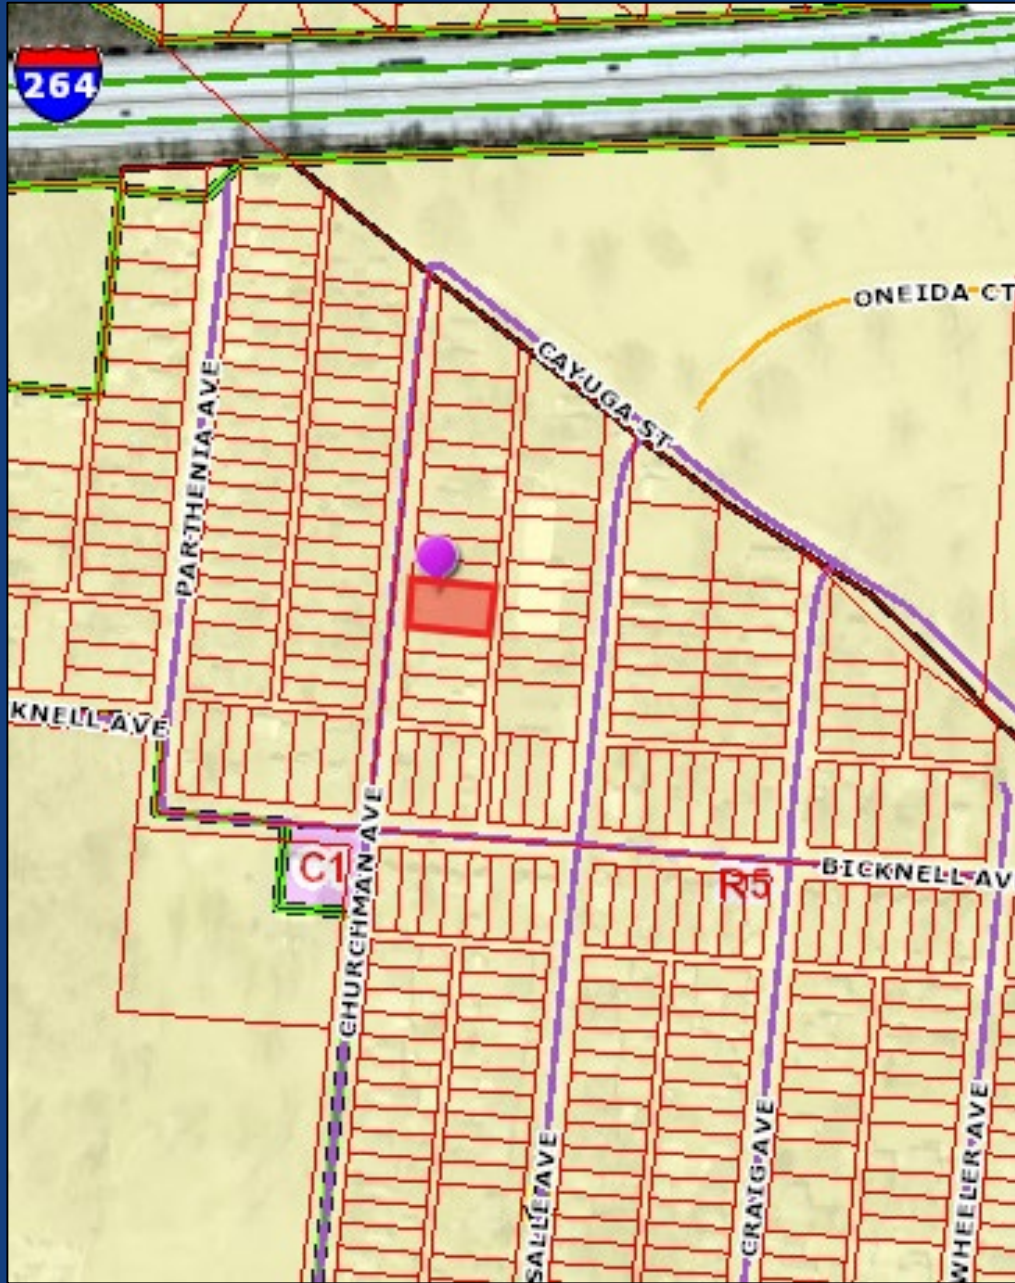 264
ONEIDA CT
CAYUGA ST
PARTHENIA AVE
KNELL AVE
C1
CHURCHMAN AVE
R5
BICKNELL AV
SALLE AVE
CRAIG AVE
WHEELER AVE